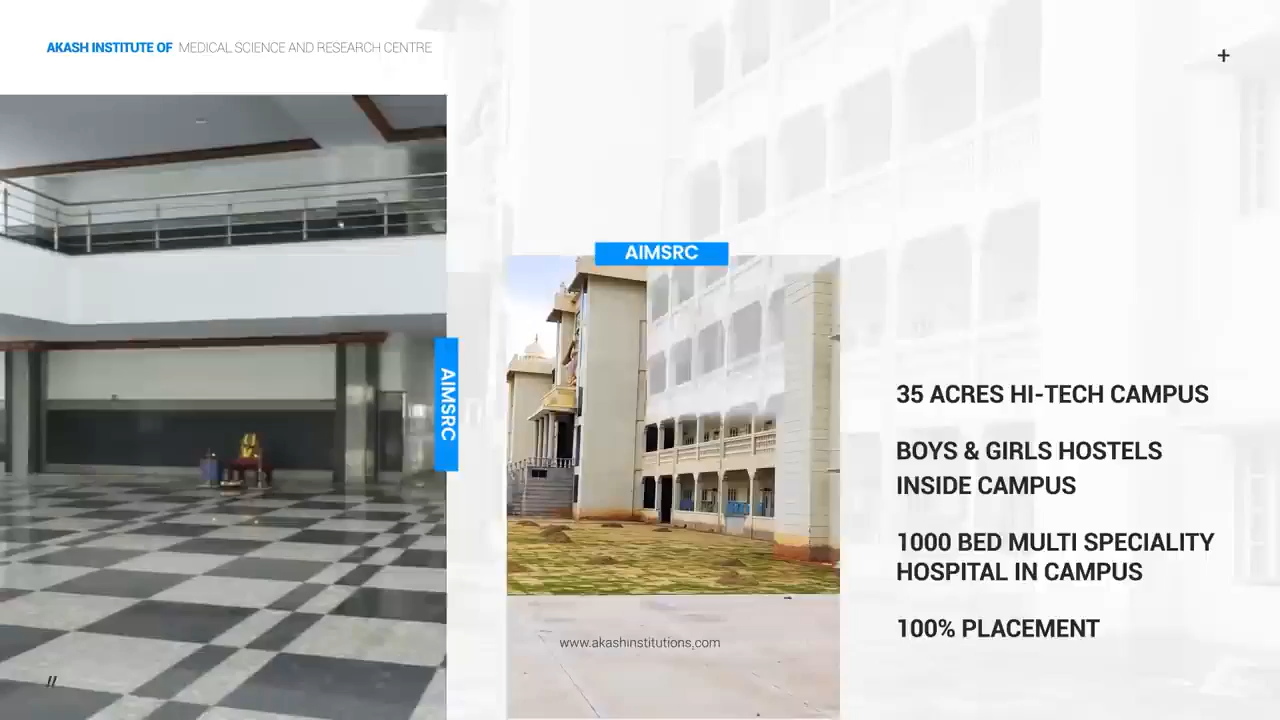 AKASH INSTITUTE OF MEDICAL SCIENCE AND RESEARCH CENTRE
+
AIMSRC
AIMSRC
35 ACRES HI-TECH CAMPUS
BOYS & GIRLS HOSTELS
INSIDE CAMPUS
1000 BED MULTI SPECIALITY
HOSPITAL IN CAMPUS
100% PLACEMENT
www.akashinstitutions,com
//